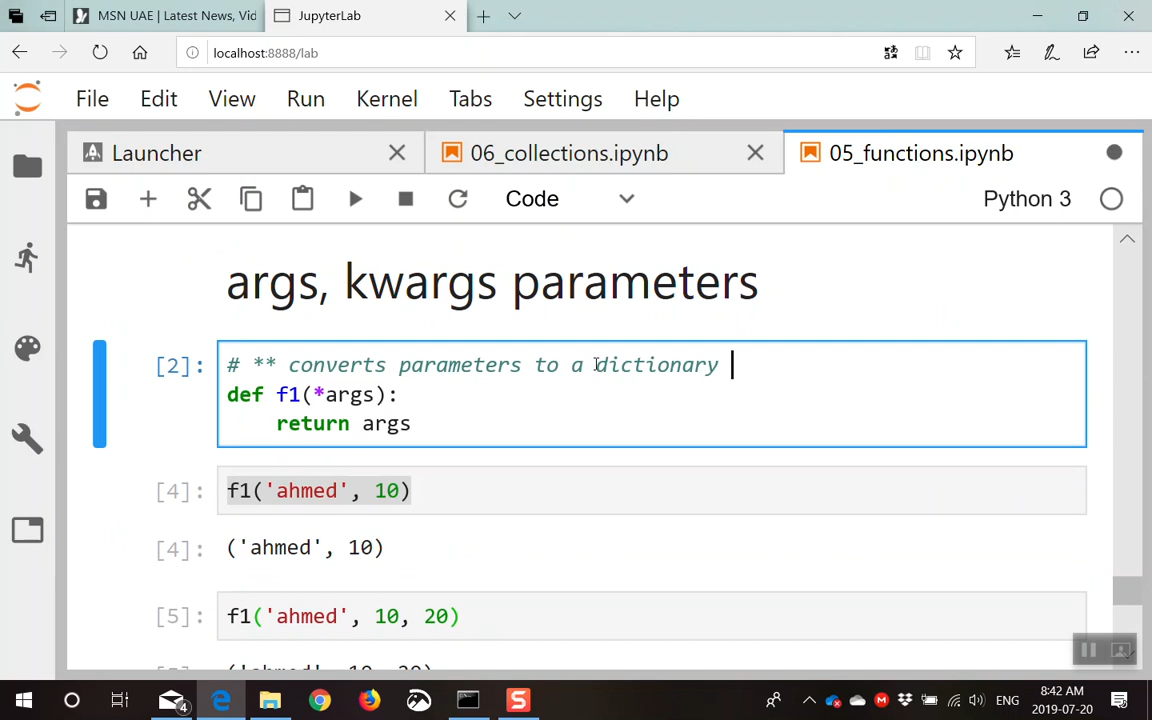 MSN UAE | Latest News, Vid
JupyterLab
localhost:8888/lab
File Edit View Run Kernel Tabs Settings Help
Launcher
06_collections.ipynb
05_functions.ipynb
Code
Python 3
args, kwargs parameters
[2]:
# ** converts parameters to a dictionary
def f1(*args):
return args
[4]:
f1('ahmed', 10)
[4]:
('ahmed', 10)
[5]:
f1('ahmed', 10, 20)
4
ENG
8:42 AM
2019-07-20